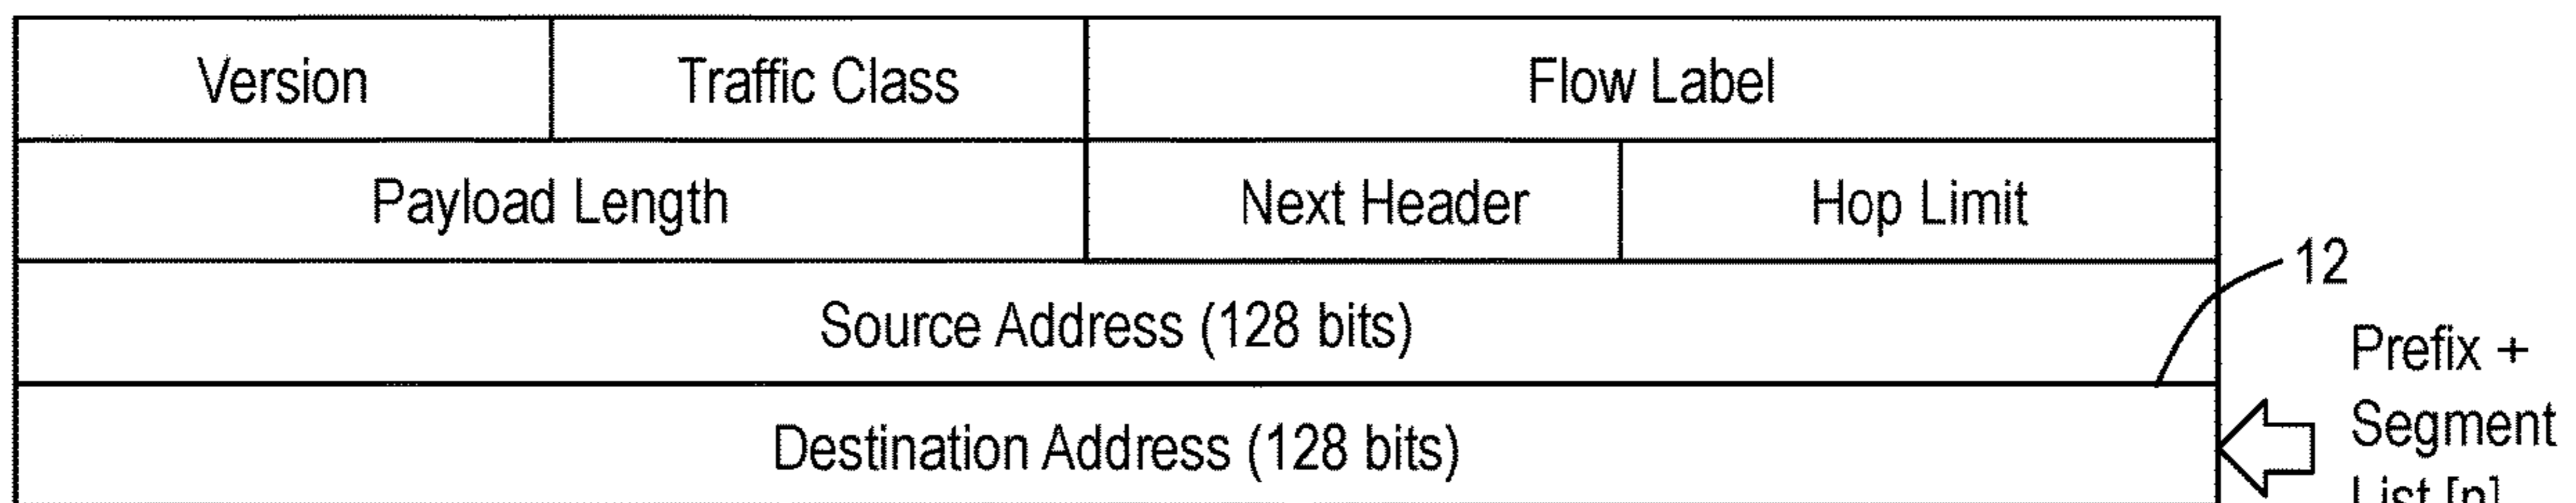 Version Traffic Class Flow Label
Payload Length Next Header Hop Limit
12
Source Address (128 bits)
Prefix +
Destination Address (128 bits)
Segment
List [n]